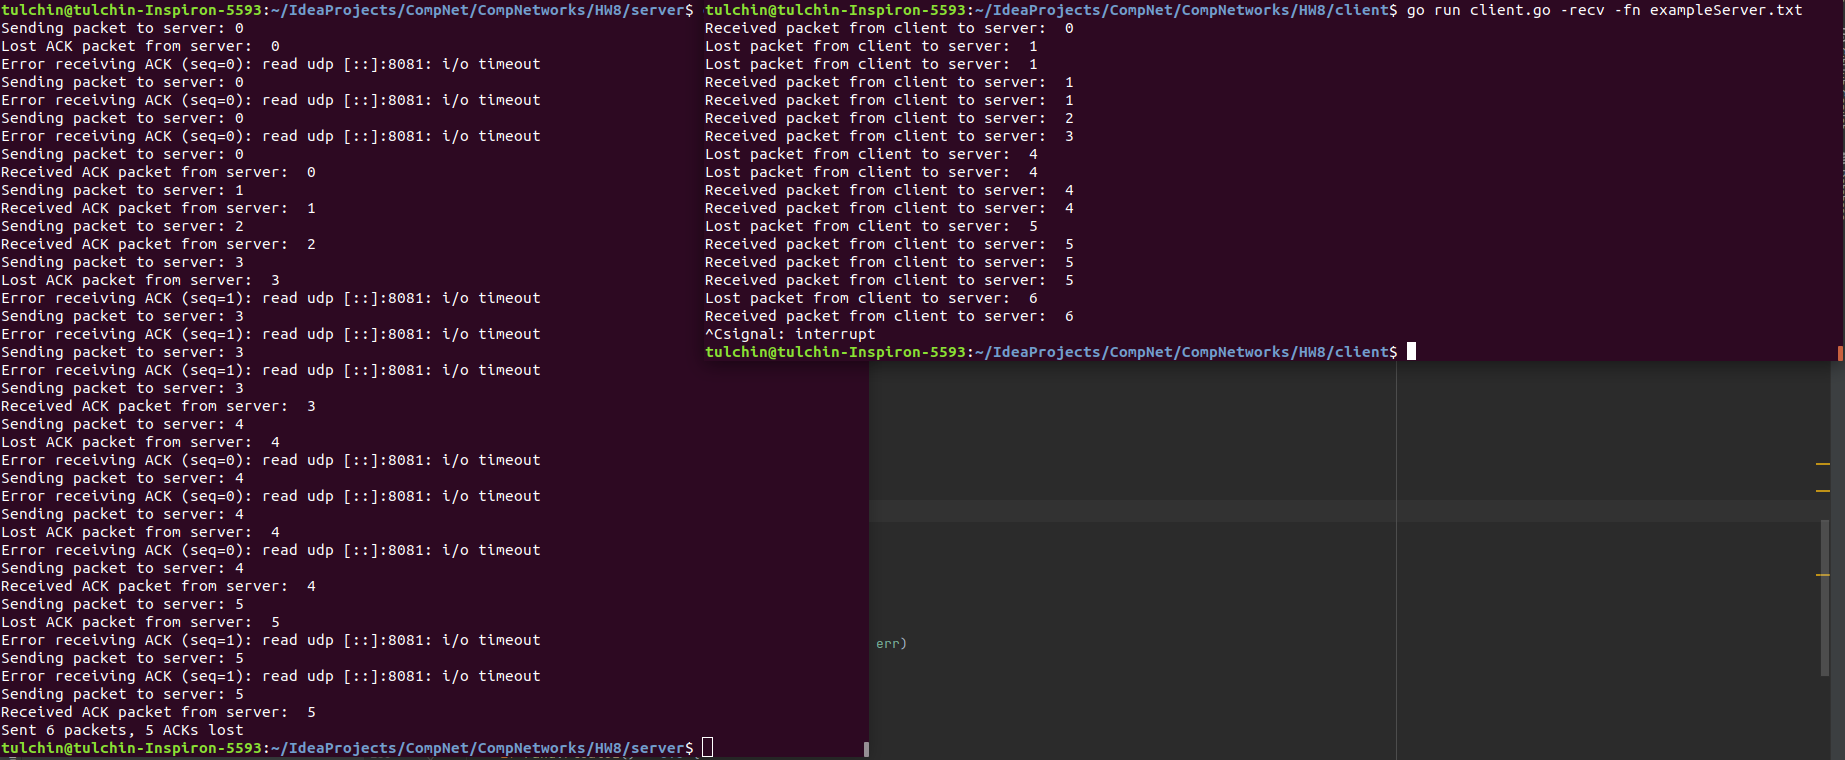 tulchin@tulchin-Inspiron-5593:~/IdeaProjects/CompNet/CompNetworks/HW8/server$
Sending packet to server: 0
Lost ACK packet from server:  0
Error receiving ACK (seq=0): read udp [::]:8081: i/o timeout
Sending packet to server: 0
Error receiving ACK (seq=0): read udp [::]:8081: i/o timeout
Sending packet to server: 0
Error receiving ACK (seq=0): read udp [::]:8081: i/o timeout
Sending packet to server: 0
Received ACK packet from server:  0
Sending packet to server: 1
Received ACK packet from server:  1
Sending packet to server: 2
Received ACK packet from server:  2
Sending packet to server: 3
Lost ACK packet from server:  3
Error receiving ACK (seq=1): read udp [::]:8081: i/o timeout
Sending packet to server: 3
Error receiving ACK (seq=1): read udp [::]:8081: i/o timeout
Sending packet to server: 3
Error receiving ACK (seq=1): read udp [::]:8081: i/o timeout
Sending packet to server: 3
Received ACK packet from server:  3
Sending packet to server: 4
Lost ACK packet from server:  4
Error receiving ACK (seq=0): read udp [::]:8081: i/o timeout
Sending packet to server: 4
Error receiving ACK (seq=0): read udp [::]:8081: i/o timeout
Sending packet to server: 4
Lost ACK packet from server:  4
Error receiving ACK (seq=0): read udp [::]:8081: i/o timeout
Sending packet to server: 4
Received ACK packet from server:  4
Sending packet to server: 5
Lost ACK packet from server:  5
Error receiving ACK (seq=1): read udp [::]:8081: i/o timeout
Sending packet to server: 5
Error receiving ACK (seq=1): read udp [::]:8081: i/o timeout
Sending packet to server: 5
Received ACK packet from server:  5
Sent 6 packets, 5 ACKs lost
tulchin@tulchin-Inspiron-5593:~/IdeaProjects/CompNet/CompNetworks/HW8/server$
tulchin@tulchin-Inspiron-5593:~/IdeaProjects/CompNet/CompNetworks/HW8/client$ go run client.go -recv -fn exampleServer.txt
Received packet from client to server:  0
Lost packet from client to server:  1
Lost packet from client to server:  1
Received packet from client to server:  1
Received packet from client to server:  1
Received packet from client to server:  2
Received packet from client to server:  3
Lost packet from client to server:  4
Lost packet from client to server:  4
Received packet from client to server:  4
Received packet from client to server:  4
Lost packet from client to server:  5
Received packet from client to server:  5
Received packet from client to server:  5
Received packet from client to server:  5
Lost packet from client to server:  6
Received packet from client to server:  6
^Csignal: interrupt
tulchin@tulchin-Inspiron-5593:~/IdeaProjects/CompNet/CompNetworks/HW8/client$
err)